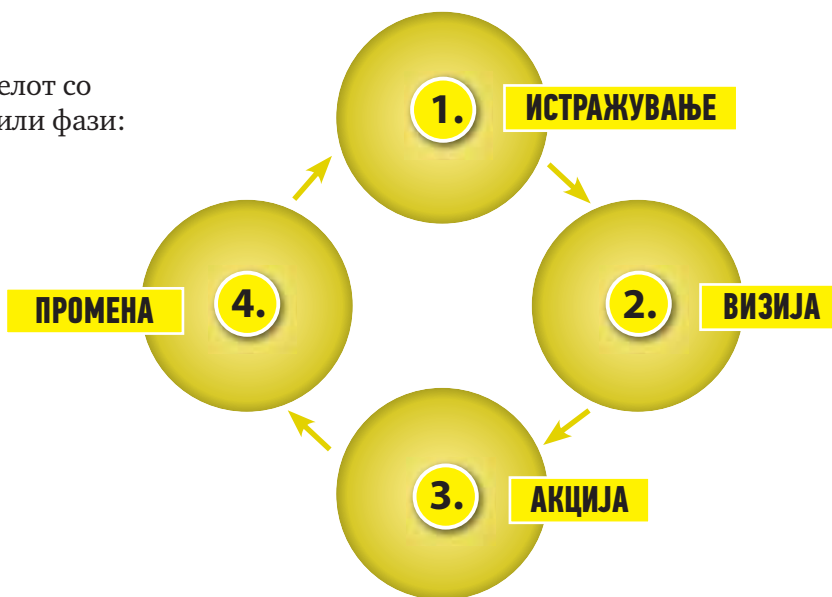 елот со
или фази:
1.
ИСТРАЖУВАЊЕ
2.
ВИЗИЈА
3.
АКЦИЈА
4.
ПРОМЕНА